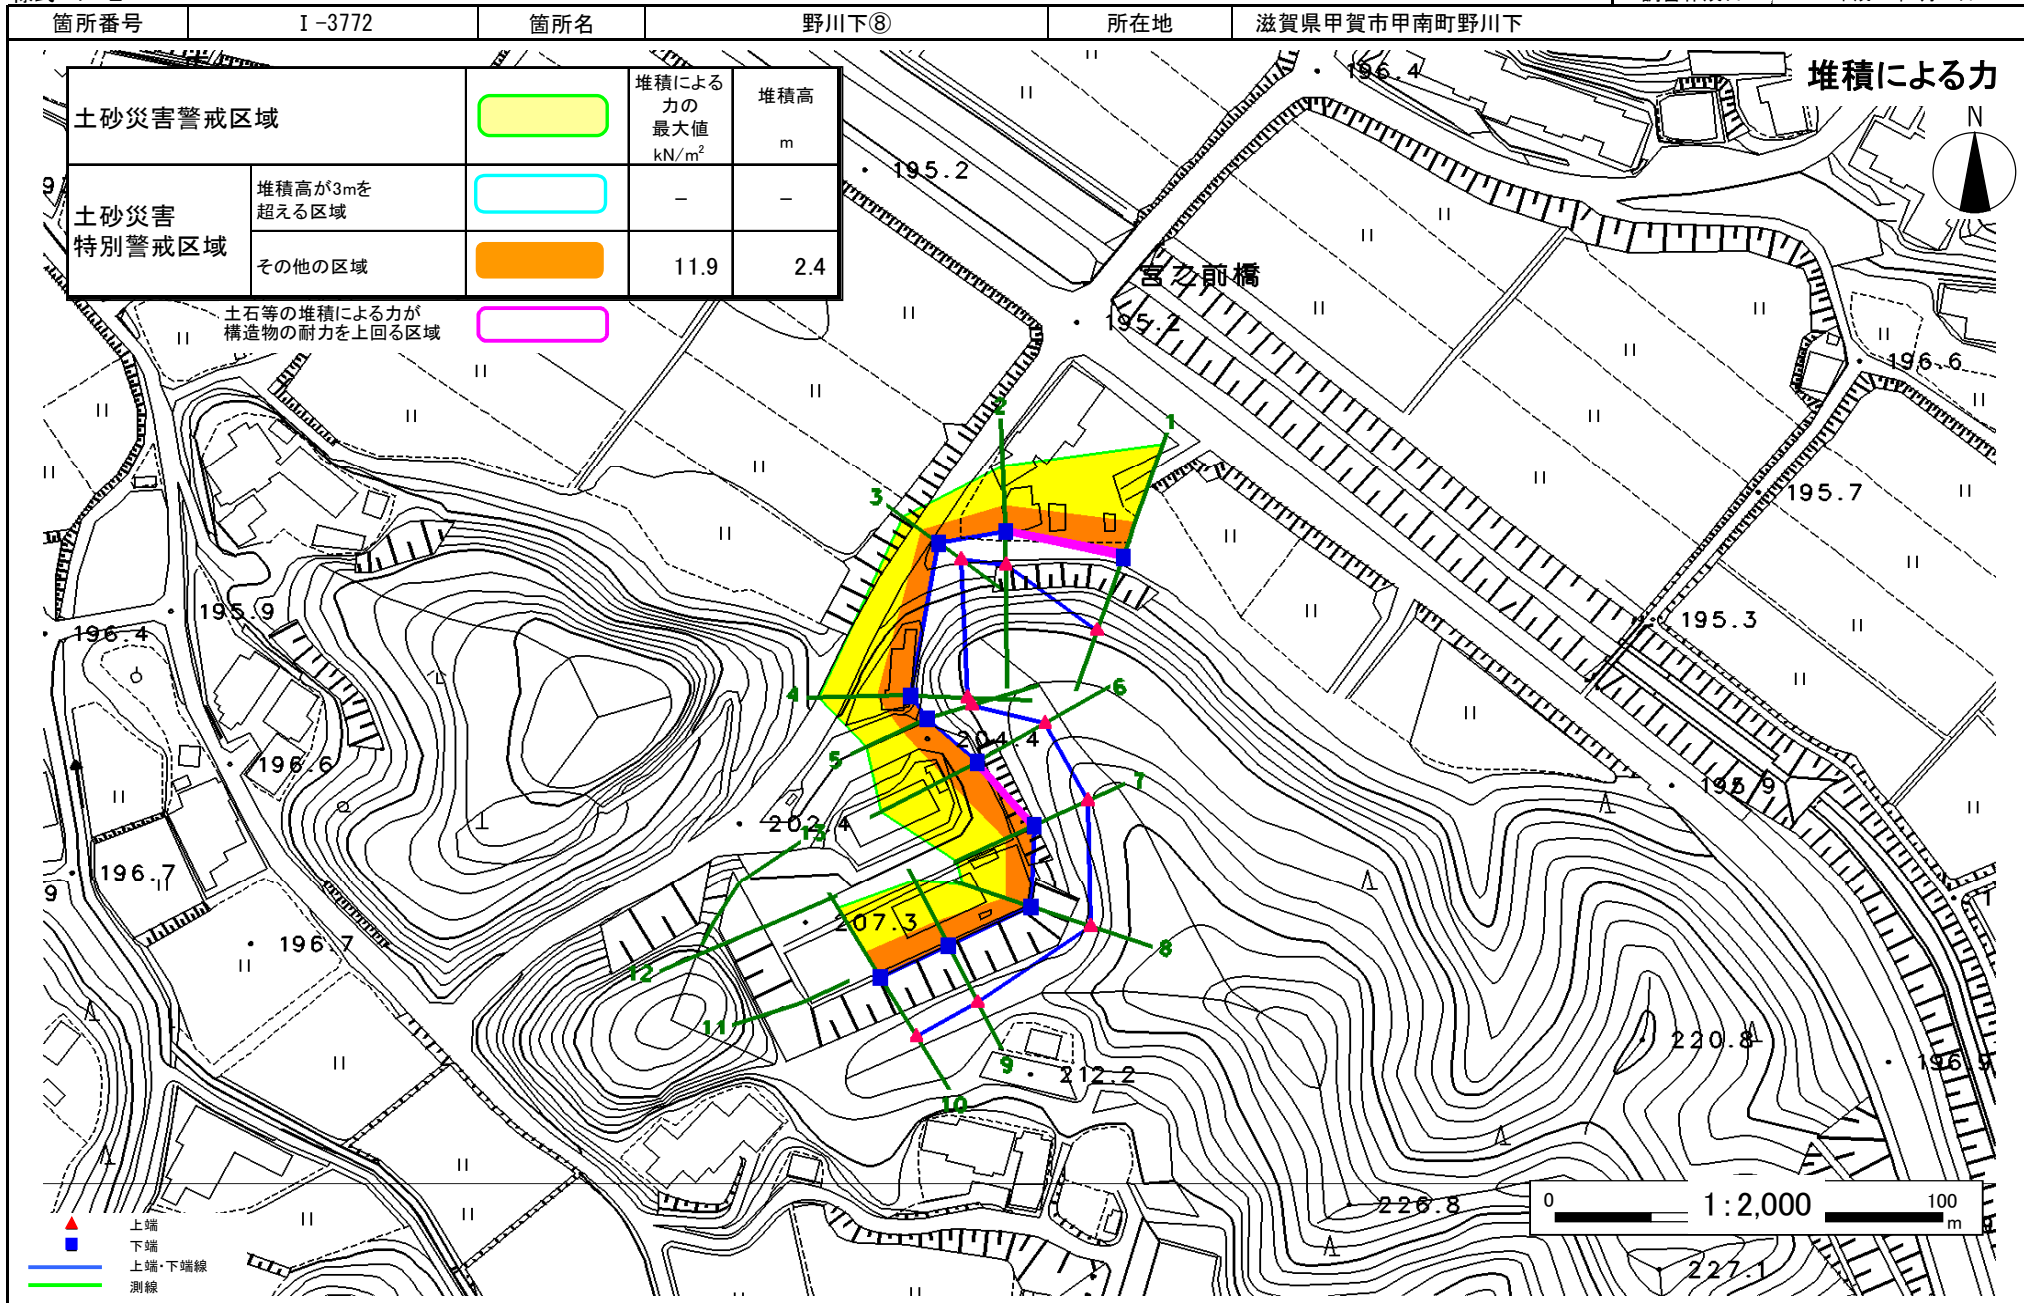 箇所番号 Ⅰ-3772 箇所名 野川下⑧ 所在地 滋賀県甲賀市甲南町野川下
堆積による力
N
土砂災害警戒区域
堆積による
力の
最大値
kN/m²
堆積高
m
土砂災害
特別警戒区域
堆積高が3mを
超える区域
－ －
その他の区域
11.9 2.4
土石等の堆積による力が
構造物の耐力を上回る区域
196.4
195.2
宮之前橋
195.2
196.6
195.7
195.3
195.9
196.4
195.9
196.6
204.4
202.4
196.7
207.3
196.7
195.9
220.8
196.9
212.2
226.8
227.1
1
2
3
4
5
6
7
8
9
10
11
12
13
0 1:2,000 100
m
上端
下端
上端・下端線
測線